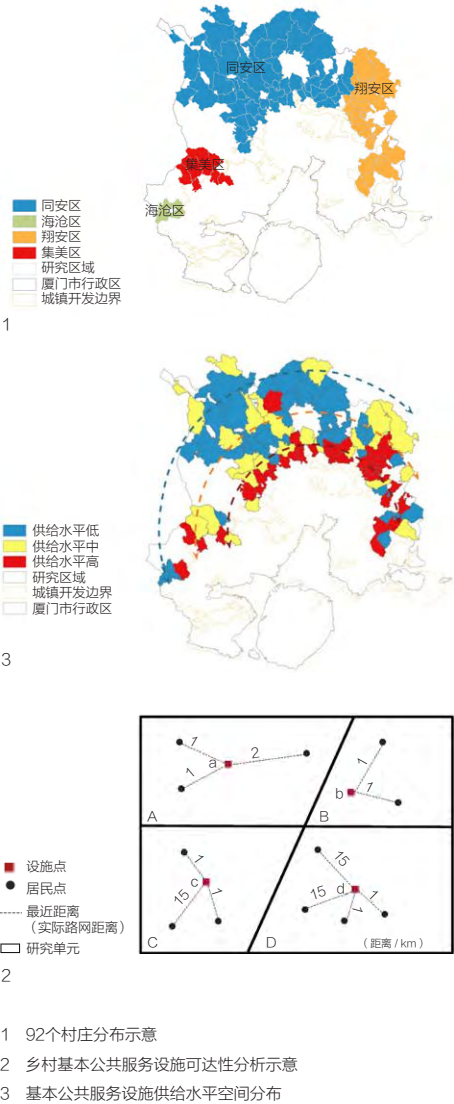 同安区
翔安区
集美区
海沧区
同安区
海沧区
翔安区
集美区
研究区域
厦门市行政区
城镇开发边界
1
供给水平低
供给水平中
供给水平高
研究区域
城镇开发边界
厦门市行政区
3
1
a
2
1
A
1
b
1
B
1
c
15
1
C
15
15
d
1
1
D
（距离 / km）
设施点
居民点
最近距离
（实际路网距离）
研究单元
2
1 92个村庄分布示意
2 乡村基本公共服务设施可达性分析示意
3 基本公共服务设施供给水平空间分布